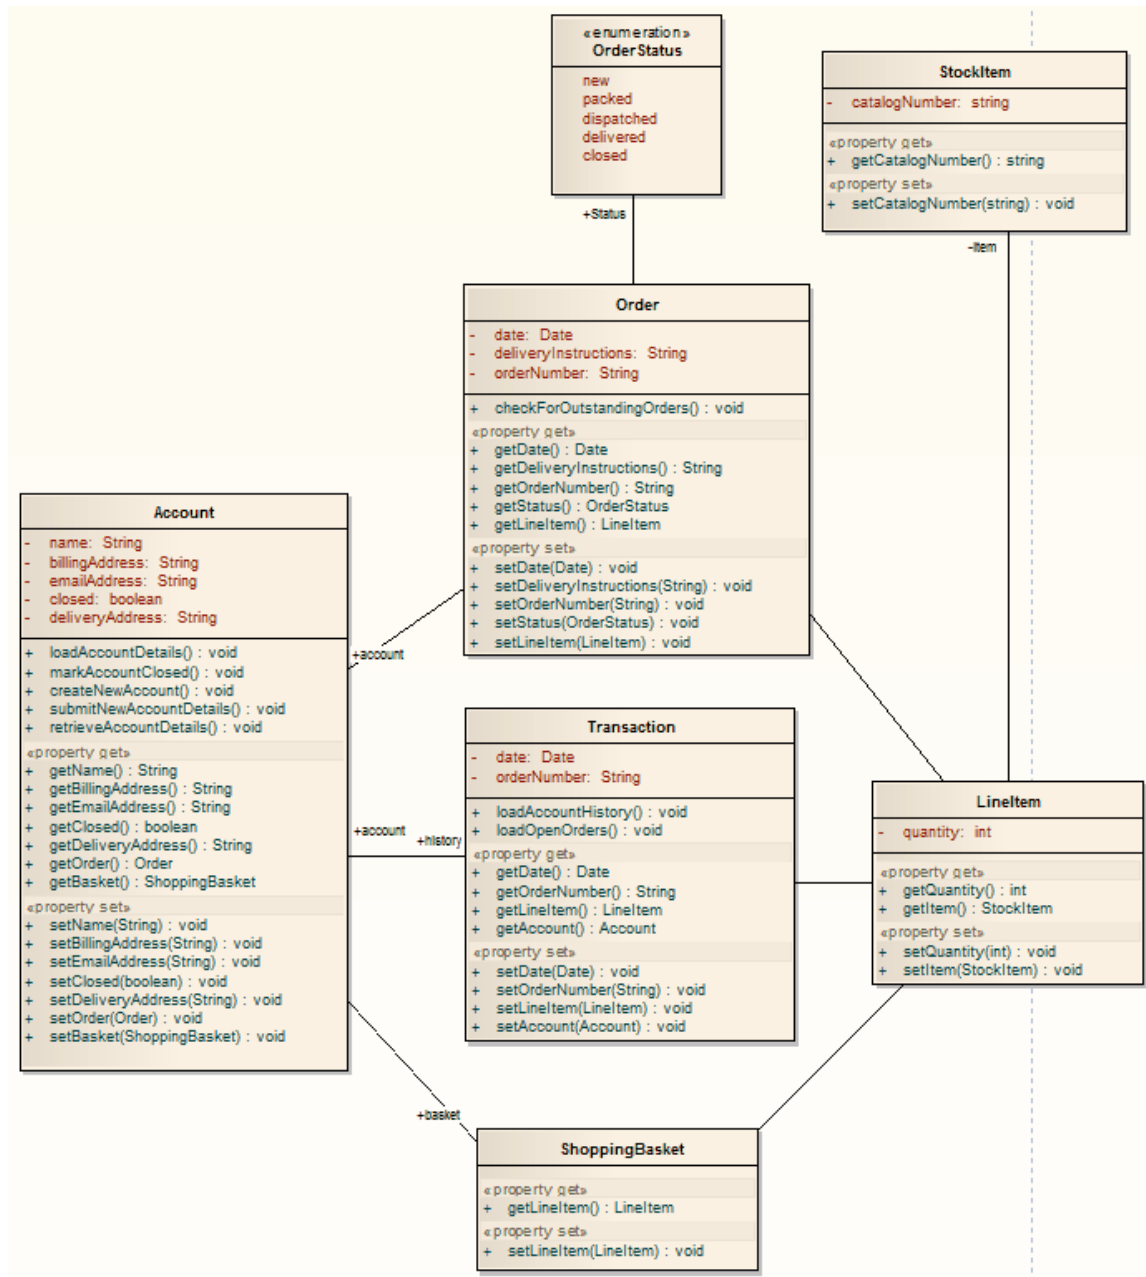 «enumeration»
OrderStatus
new
packed
dispatched
delivered
closed
+Status
StockItem
- catalogNumber: string
«property get»
+ getCatalogNumber() : string
«property set»
+ setCatalogNumber(string) : void
-Item
Order
- date: Date
- deliveryInstructions: String
- orderNumber: String
+ checkForOutstandingOrders() : void
«property get»
+ getDate() : Date
+ getDeliveryInstructions() : String
+ getOrderNumber() : String
+ getStatus() : OrderStatus
+ getLineItem() : LineItem
«property set»
+ setDate(Date) : void
+ setDeliveryInstructions(String) : void
+ setOrderNumber(String) : void
+ setStatus(OrderStatus) : void
+ setLineItem(LineItem) : void
Account
- name: String
- billingAddress: String
- emailAddress: String
- closed: boolean
- deliveryAddress: String
+ loadAccountDetails() : void
+ markAccountClosed() : void
+ createNewAccount() : void
+ submitNewAccountDetails() : void
+ retrieveAccountDetails() : void
«property get»
+ getName() : String
+ getBillingAddress() : String
+ getEmailAddress() : String
+ getClosed() : boolean
+ getDeliveryAddress() : String
+ getOrder() : Order
+ getBasket() : ShoppingBasket
«property set»
+ setName(String) : void
+ setBillingAddress(String) : void
+ setEmailAddress(String) : void
+ setClosed(boolean) : void
+ setDeliveryAddress(String) : void
+ setOrder(Order) : void
+ setBasket(ShoppingBasket) : void
+account
+account
+history
+basket
Transaction
- date: Date
- orderNumber: String
+ loadAccountHistory() : void
+ loadOpenOrders() : void
«property get»
+ getDate() : Date
+ getOrderNumber() : String
+ getLineItem() : LineItem
+ getAccount() : Account
«property set»
+ setDate(Date) : void
+ setOrderNumber(String) : void
+ setLineItem(LineItem) : void
+ setAccount(Account) : void
LineItem
- quantity: int
«property get»
+ getQuantity() : int
+ getItem() : StockItem
«property set»
+ setQuantity(int) : void
+ setItem(StockItem) : void
ShoppingBasket
«property get»
+ getLineItem() : LineItem
«property set»
+ setLineItem(LineItem) : void